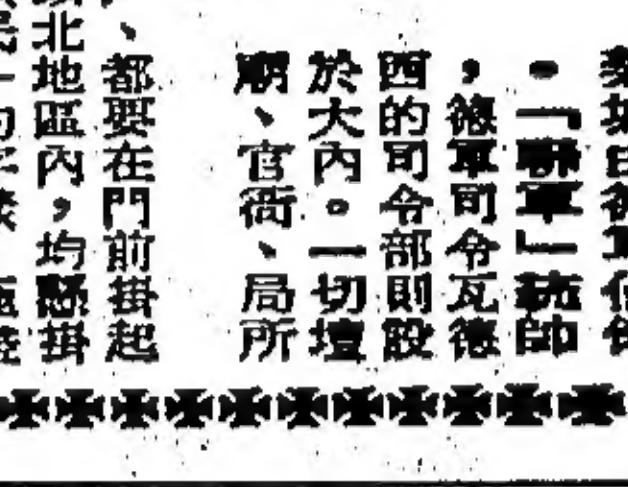 。「聯軍」統帥
，德軍司令瓦德
西的司令部則設
於大內。一切壇
廟、官衙、局所
、都要在門前掛起
北地區內，均懸掛